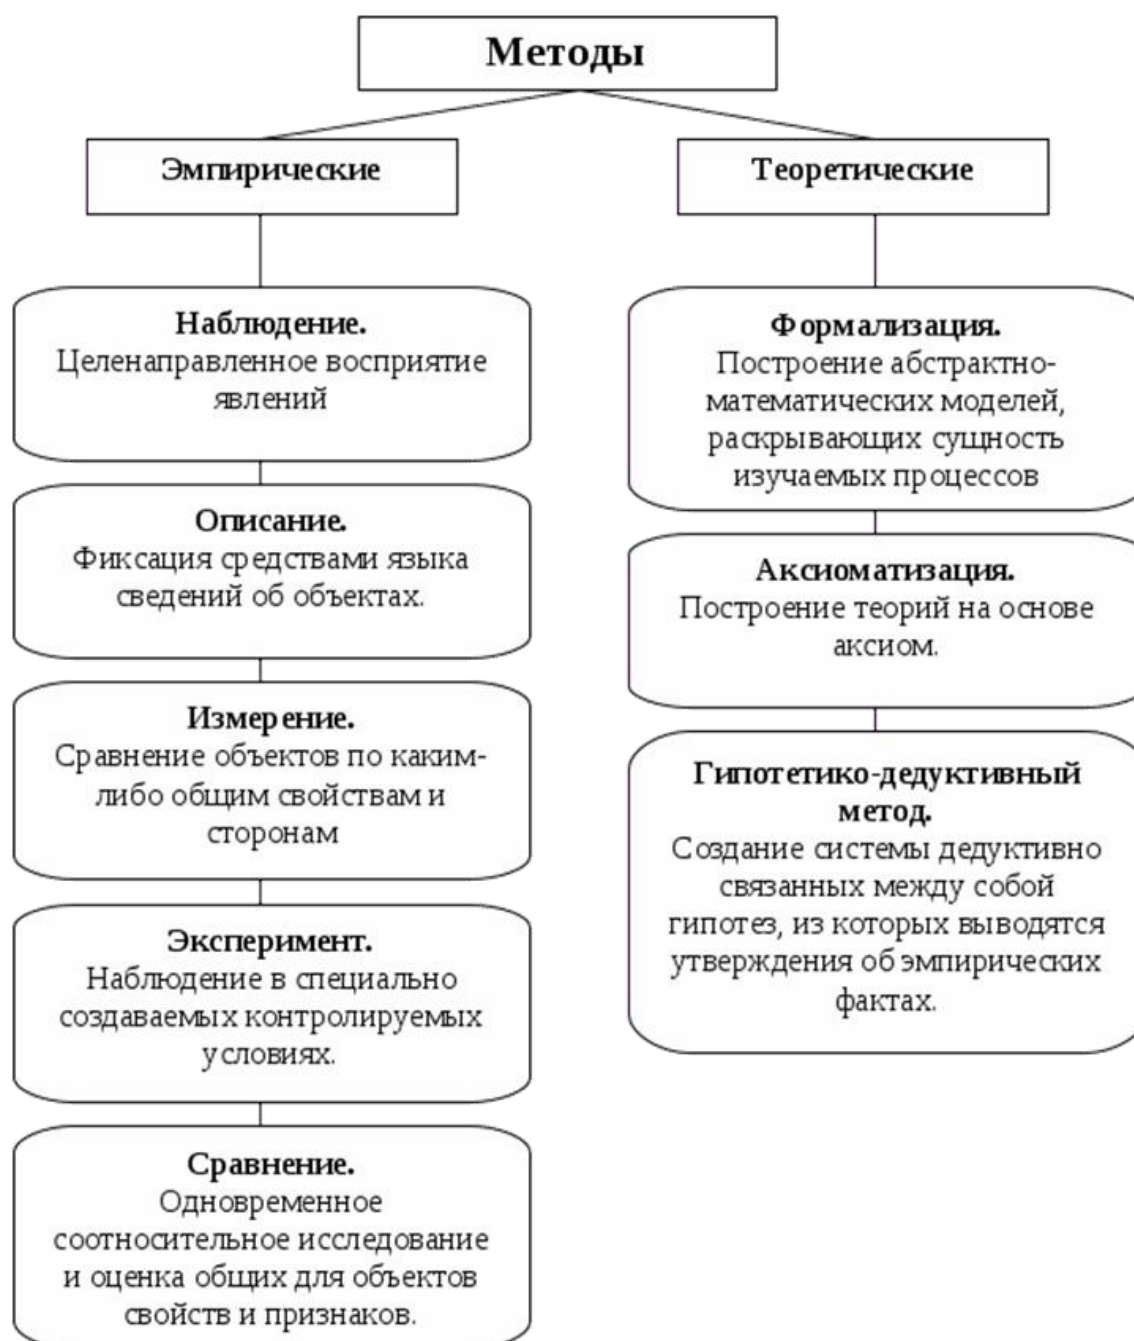 Методы
Эмпирические
Наблюдение.
Целенаправленное восприятие
явлений
Описание.
Фиксация средствами языка
сведений об объектах.
Измерение.
Сравнение объектов по каким-
либо общим свойствам и
сторонам
Эксперимент.
Наблюдение в специально
создаваемых контролируемых
условиях.
Сравнение.
Одновременное
соотносительное исследование
и оценка общих для объектов
свойств и признаков.
Теоретические
Формализация.
Построение абстрактно-
математических моделей,
раскрывающих сущность
изучаемых процессов
Аксиоматизация.
Построение теорий на основе
аксиом.
Гипотетико-дедуктивный
метод.
Создание системы дедуктивно
связанных между собой
гипотез, из которых выводятся
утверждения об эмпирических
фактах.